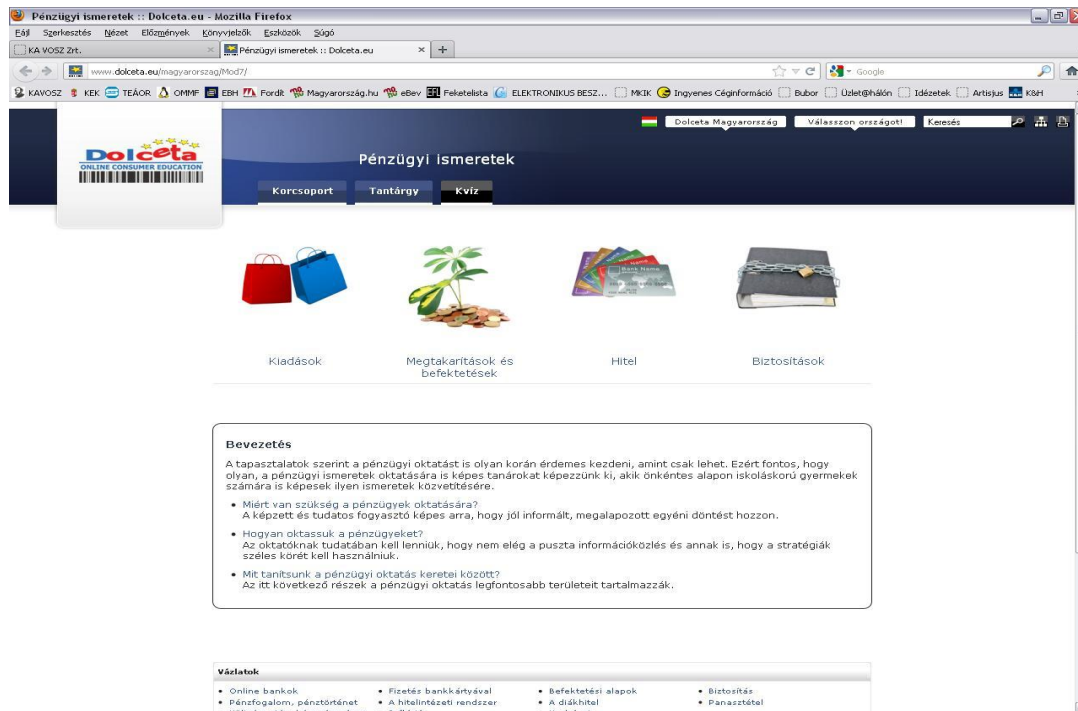 Pénzügyi ismeretek :: Dolceta.eu - Mozilla Firefox
Fájl Szerkesztés Nézet Előzmények Könyvjelzők Eszközök Súgó
KA VOSZ Zrt. Pénzügyi ismeretek :: Dolceta.eu
www.dolceta.eu/magyarorszag/Mod7/ Google
KAVOSZ KEK TEÁOR OMMF EBH Fordít Magyarország.hu eBev Feketelista ELEKTRONIKUS BESZ... MKIK Ingyenes Céginformáció Bubor Üzlet@hálón Idézetek Artisjus K&H
Dolceta Magyarország Válasszon országot! Keresés
Dolceta
ONLINE CONSUMER EDUCATION
Pénzügyi ismeretek
Korcsoport Tantárgy Kvíz
Bank Name
Kiadások Megtakarítások és befektetések Hitel Biztosítások
Bevezetés
A tapasztalatok szerint a pénzügyi oktatást is olyan korán érdemes kezdeni, amint csak lehet. Ezért fontos, hogy
olyan, a pénzügyi ismeretek oktatására is képes tanárokat képezzünk ki, akik önkéntes alapon iskoláskorú gyermekek
számára is képesek ilyen ismeretek közvetítésére.
• Miért van szükség a pénzügyek oktatására?
A képzett és tudatos fogyasztó képes arra, hogy jól informált, megalapozott egyéni döntést hozzon.
• Hogyan oktassuk a pénzügyeket?
Az oktatóknak tudatában kell lenniük, hogy nem elég a puszta információközlés és annak is, hogy a stratégiák
széles körét kell használniuk.
• Mit tanítsunk a pénzügyi oktatás keretei között?
Az itt következő részek a pénzügyi oktatás legfontosabb területeit tartalmazzák.
Vázlatok
• Online bankok • Fizetés bankkártyával • Befektetési alapok • Biztosítás
• Pénzfogalom, pénztörténet • A hitelintézeti rendszer • A diákhitel • Panasztétel